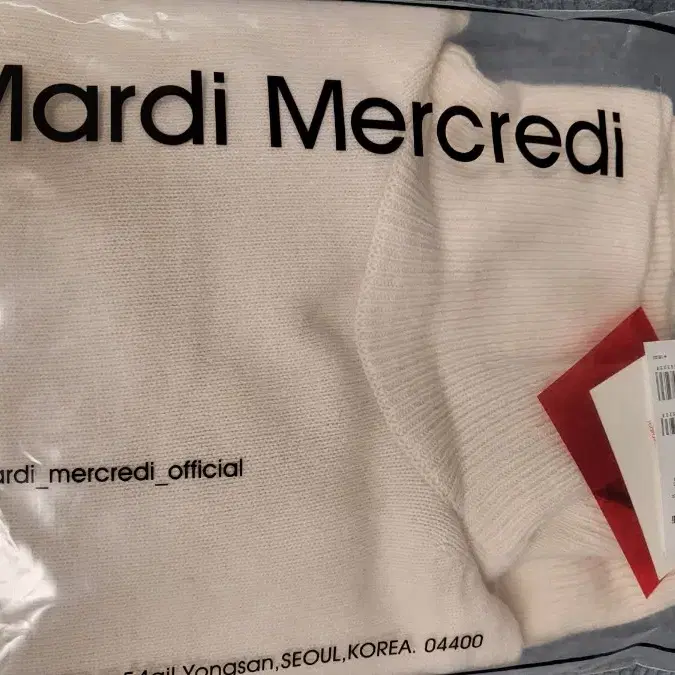 Mardi Mercredi
ardi_mercredi_official
54gil Yongsan,SEOUL,KOREA. 04400